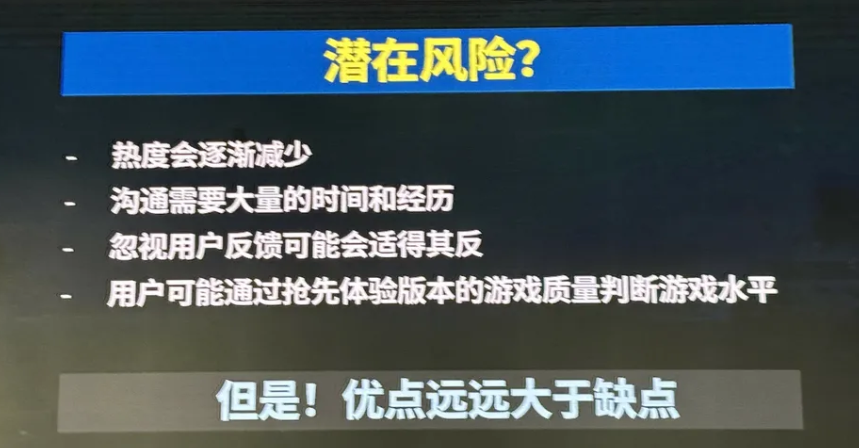 潜在风险?
- 热度会逐渐减少
- 沟通需要大量的时间和经历
- 忽视用户反馈可能会适得其反
- 用户可能通过抢先体验版本的游戏质量判断游戏水平
但是！优点远远大于缺点